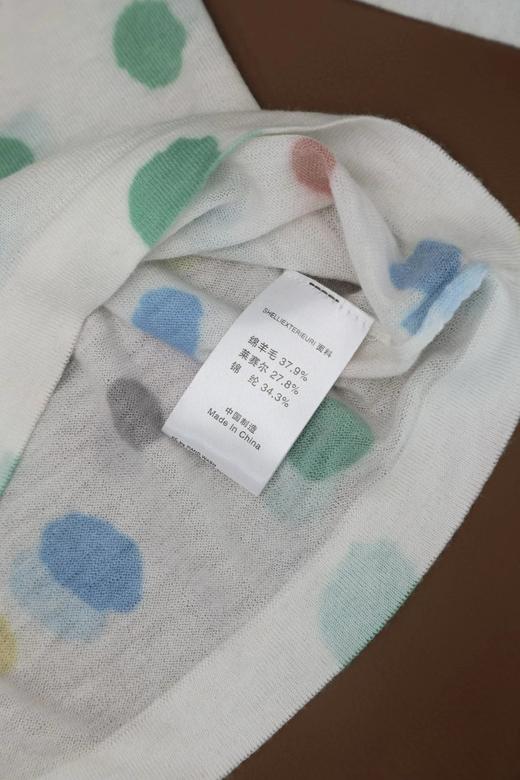 SHELL(EXTERIEUR) 面料
绵羊毛 37.9%
莱赛尔 27.8%
锦 纶 34.3%
中国制造
Made in China